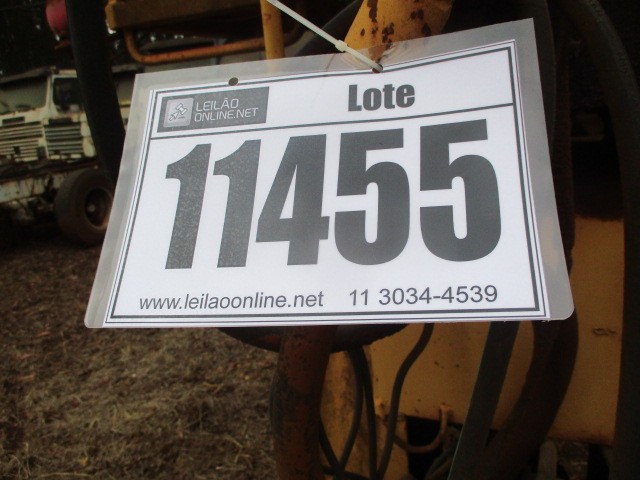 LEILÃO
ONLINE.NET
Lote
11455
www.leilaoonline.net 11 3034-4539